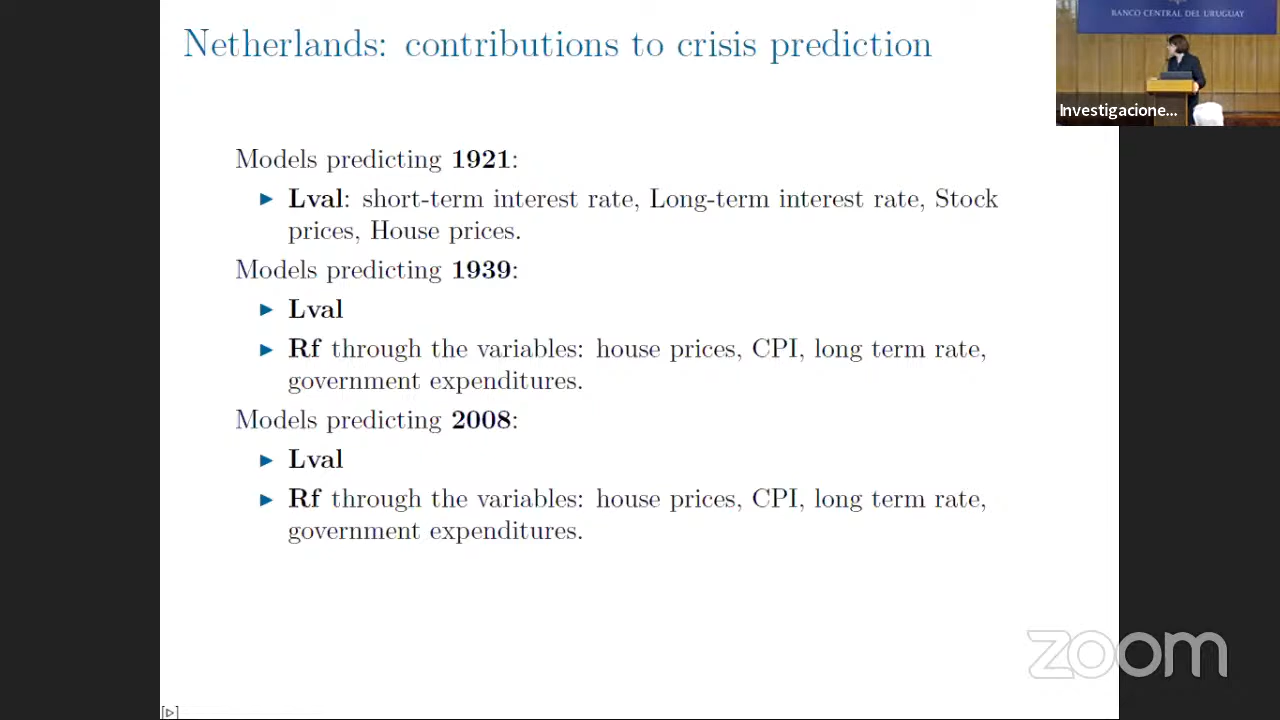 Netherlands: contributions to crisis prediction
BANCO CENTRAL DEL URUGUAY
Investigacione...
Models predicting 1921:
▶ Lval: short-term interest rate, Long-term interest rate, Stock
prices, House prices.
Models predicting 1939:
▶ Lval
▶ Rf through the variables: house prices, CPI, long term rate,
government expenditures.
Models predicting 2008:
▶ Lval
▶ Rf through the variables: house prices, CPI, long term rate,
government expenditures.
zoom